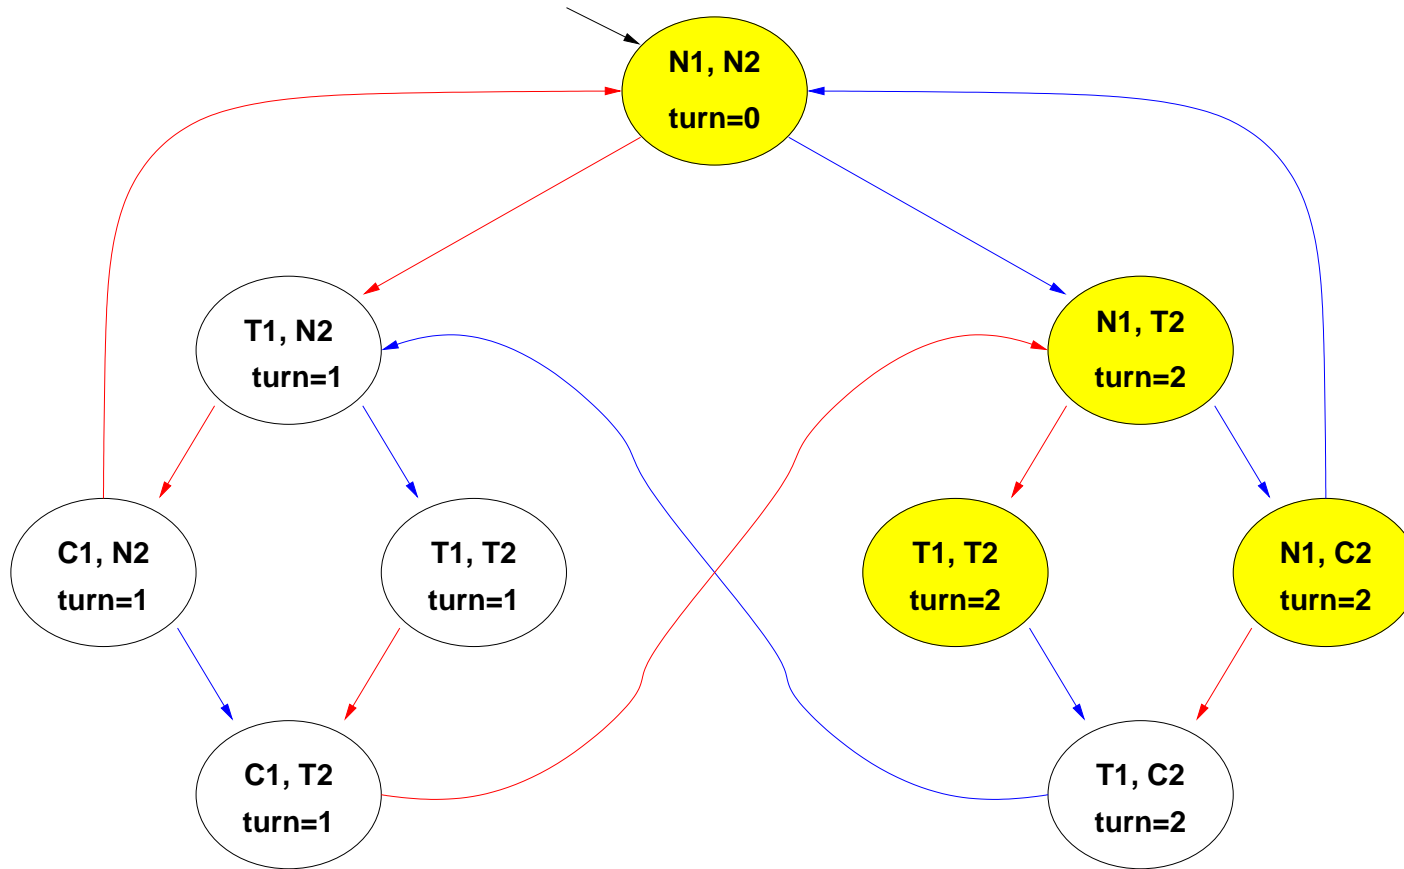 N1, N2
turn=0
T1, N2
turn=1
N1, T2
turn=2
C1, N2
turn=1
T1, T2
turn=1
T1, T2
turn=2
N1, C2
turn=2
C1, T2
turn=1
T1, C2
turn=2